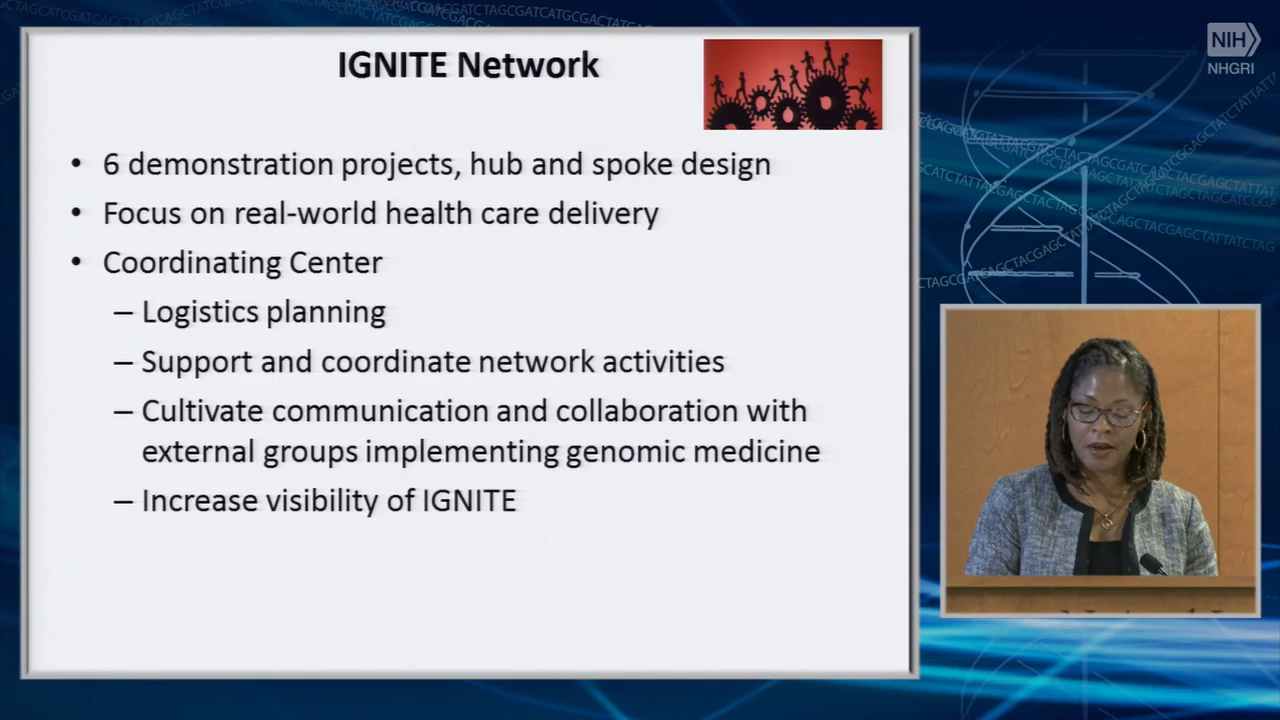 IGNITE Network
• 6 demonstration projects, hub and spoke design
• Focus on real-world health care delivery
• Coordinating Center
– Logistics planning
– Support and coordinate network activities
– Cultivate communication and collaboration with
external groups implementing genomic medicine
– Increase visibility of IGNITE
NIH
NHGRI